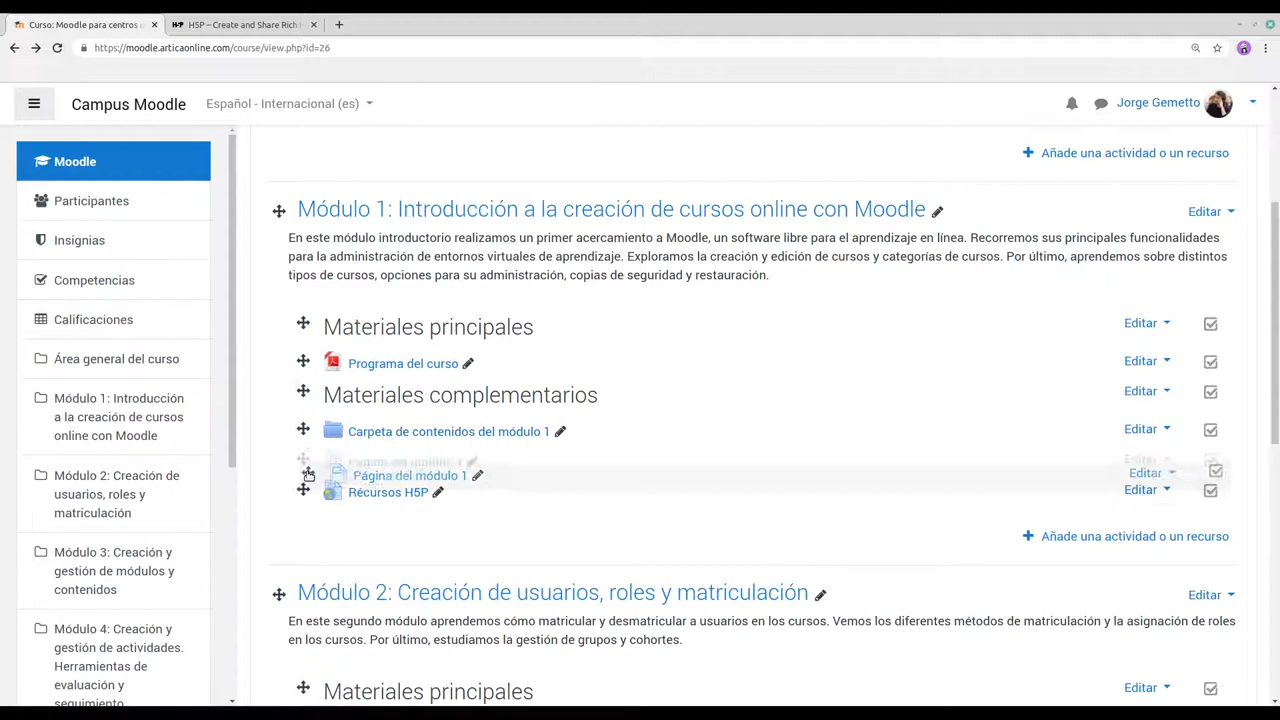 Curso: Moodle para centros
H5P – Create and Share Rich
https://moodle.articaonline.com/course/view.php?id=26
Campus Moodle
Español - Internacional (es)
Jorge Gemetto
Moodle
Participantes
Insignias
Competencias
Calificaciones
Área general del curso
Módulo 1: Introducción
a la creación de cursos
online con Moodle
Módulo 2: Creación de
usuarios, roles y
matriculación
Módulo 3: Creación y
gestión de módulos y
contenidos
Módulo 4: Creación y
gestión de actividades.
Herramientas de
evaluación y
seguimiento
Añade una actividad o un recurso
Módulo 1: Introducción a la creación de cursos online con Moodle
Editar
En este módulo introductorio realizamos un primer acercamiento a Moodle, un software libre para el aprendizaje en línea. Recorremos sus principales funcionalidades
para la administración de entornos virtuales de aprendizaje. Exploramos la creación y edición de cursos y categorías de cursos. Por último, aprendemos sobre distintos
tipos de cursos, opciones para su administración, copias de seguridad y restauración.
Materiales principales
Editar
Programa del curso
Editar
Materiales complementarios
Editar
Carpeta de contenidos del módulo 1
Editar
Página del módulo 1
Editar
Recursos H5P
Editar
Añade una actividad o un recurso
Módulo 2: Creación de usuarios, roles y matriculación
Editar
En este segundo módulo aprendemos cómo matricular y desmatricular a usuarios en los cursos. Vemos los diferentes métodos de matriculación y la asignación de roles
en los cursos. Por último, estudiamos la gestión de grupos y cohortes.
Materiales principales
Editar